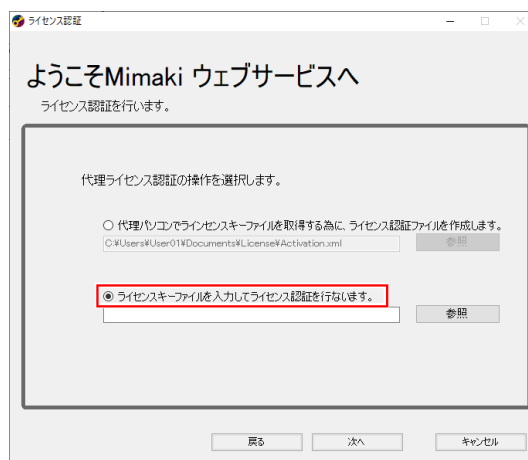 ライセンス認証
ようこそMimaki ウェブサービスへ
ライセンス認証を行います。
代理ライセンス認証の操作を選択します。
代理パソコンでラインセンスキーファイルを取得する為に、ライセンス認証ファイルを作成します。
C:¥Users¥User01¥Documents¥License¥Activation.xml 参照
ライセンスキーファイルを入力してライセンス認証を行ないます。
参照
戻る 次へ キャンセル